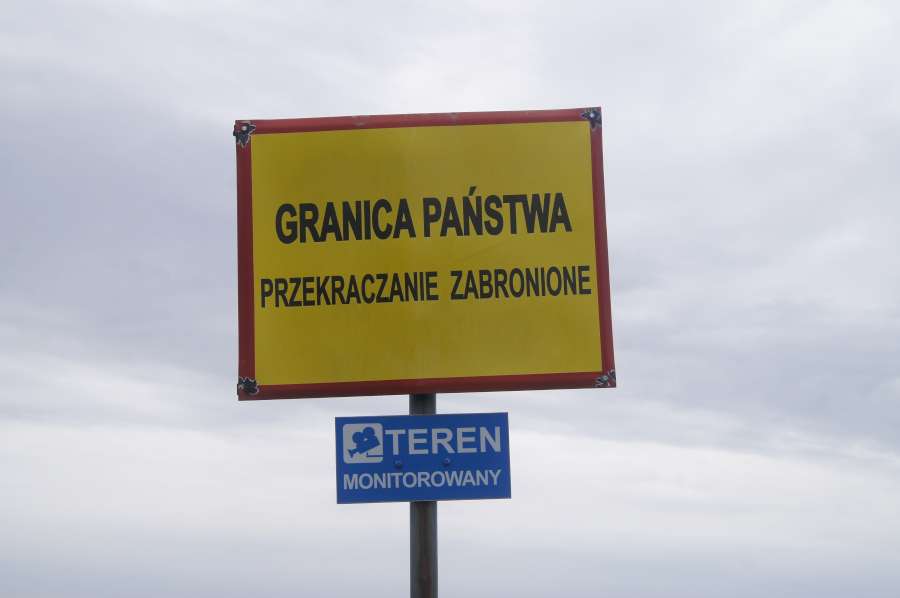 GRANICA PAŃSTWA
PRZEKRACZANIE ZABRONIONE
TEREN
MONITOROWANY